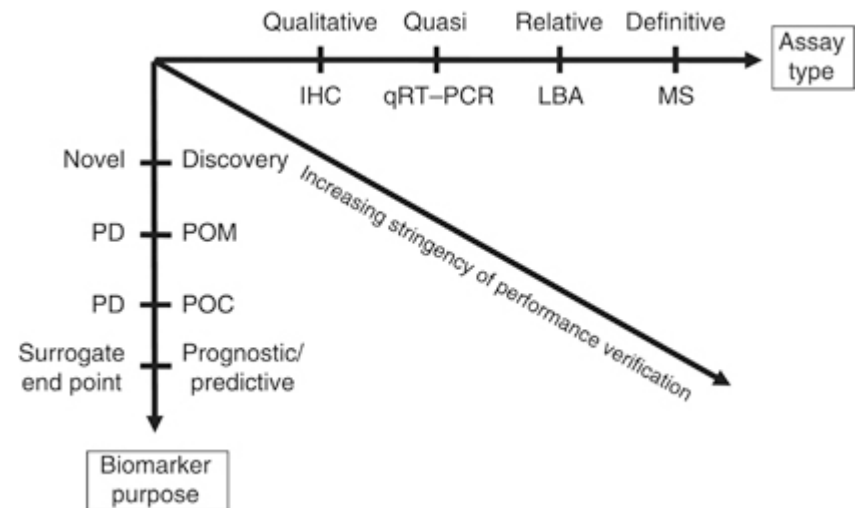 Qualitative Quasi Relative Definitive
Assay
type
IHC qRT–PCR LBA MS
Novel Discovery
Increasing stringency of performance verification
PD POM
PD POC
Surrogate
end point
Prognostic/
predictive
Biomarker
purpose